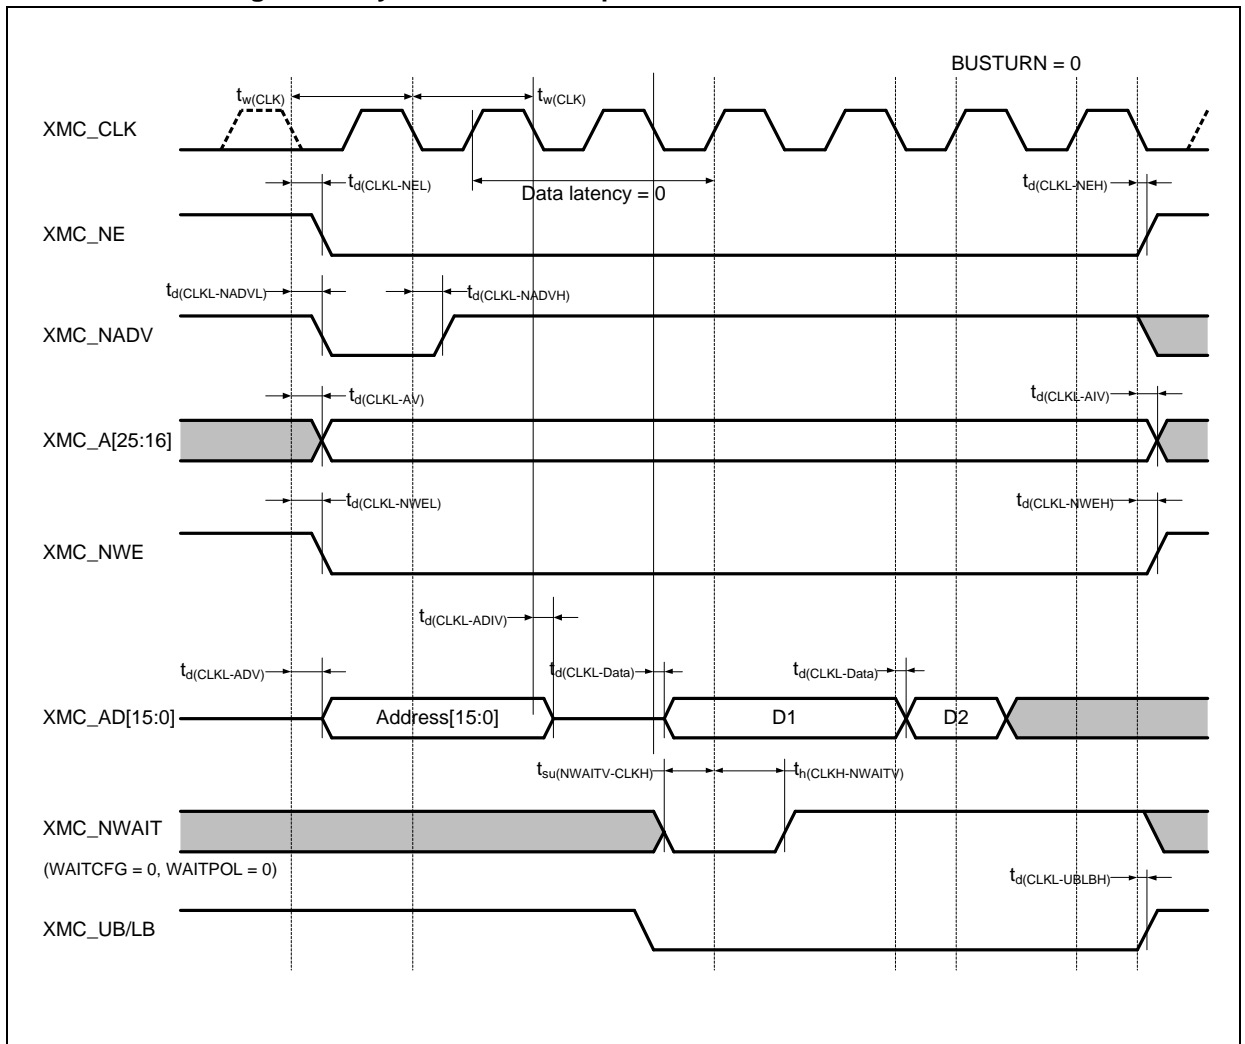 BUSTURN = 0
tw(CLK) tw(CLK)
XMC_CLK
td(CLKL-NEL) Data latency = 0 td(CLKL-NEH)
XMC_NE
td(CLKL-NADVL) td(CLKL-NADVH)
XMC_NADV
td(CLKL-AV) td(CLKL-AIV)
XMC_A[25:16]
td(CLKL-NWEL) td(CLKL-NWEH)
XMC_NWE
td(CLKL-ADIV)
td(CLKL-ADV) td(CLKL-Data) td(CLKL-Data)
XMC_AD[15:0] Address[15:0] D1 D2
tsu(NWAITV-CLKH) th(CLKH-NWAITV)
XMC_NWAIT
(WAITCFG = 0, WAITPOL = 0)
td(CLKL-UBLBH)
XMC_UB/LB